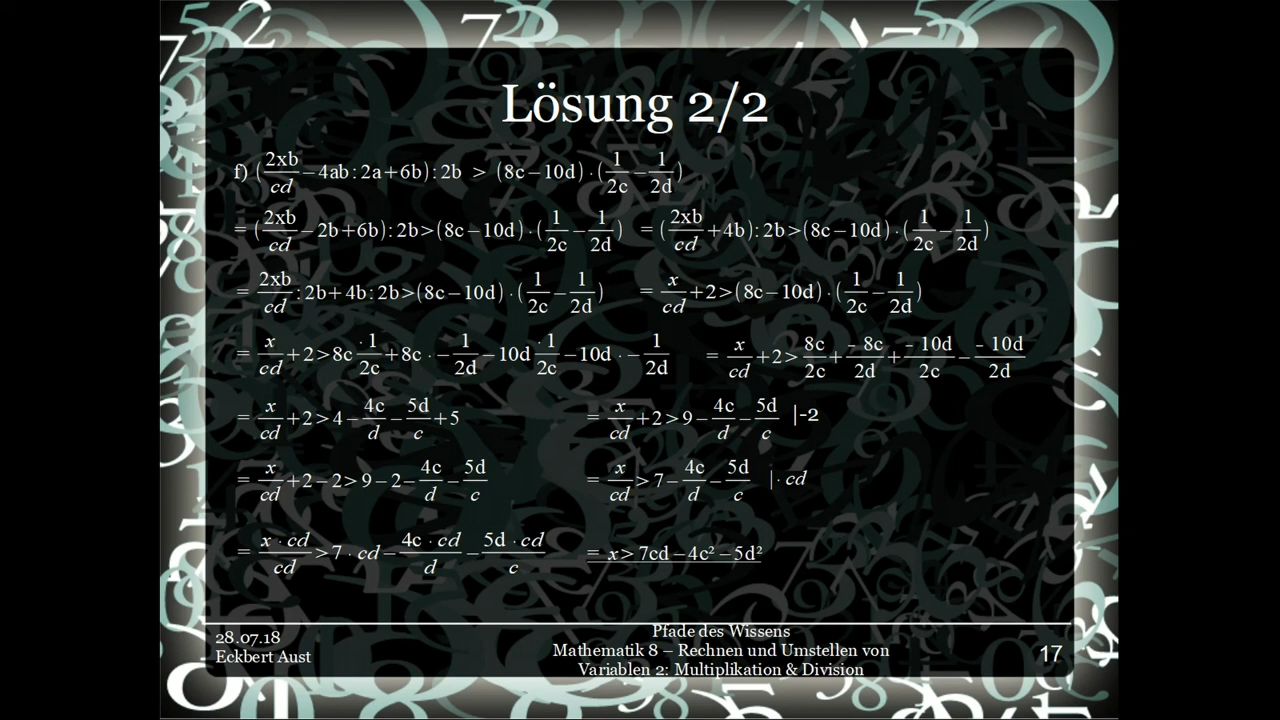 Lösung 2/2
f) (2xb/cd − 4ab : 2a + 6b) : 2b > (8c − 10d) · (1/2c − 1/2d)
= (2xb/cd − 2b + 6b) : 2b > (8c − 10d) · (1/2c − 1/2d) = (2xb/cd + 4b) : 2b > (8c − 10d) · (1/2c − 1/2d)
= 2xb/cd : 2b + 4b : 2b > (8c − 10d) · (1/2c − 1/2d) = x/cd + 2 > (8c − 10d) · (1/2c − 1/2d)
= x/cd + 2 > 8c · 1/2c + 8c · − 1/2d − 10d · 1/2c − 10d · − 1/2d = x/cd + 2 > 8c/2c + − 8c/2d + − 10d/2c − − 10d/2d
= x/cd + 2 > 4 − 4c/d − 5d/c + 5 = x/cd + 2 > 9 − 4c/d − 5d/c |-2
= x/cd + 2 − 2 > 9 − 2 − 4c/d − 5d/c = x/cd > 7 − 4c/d − 5d/c | · cd
= x · cd/cd > 7 · cd − 4c · cd/d − 5d · cd/c = x > 7cd − 4c² − 5d²
28.07.18
Eckbert Aust
Pfade des Wissens
Mathematik 8 – Rechnen und Umstellen von
Variablen 2: Multiplikation & Division
17